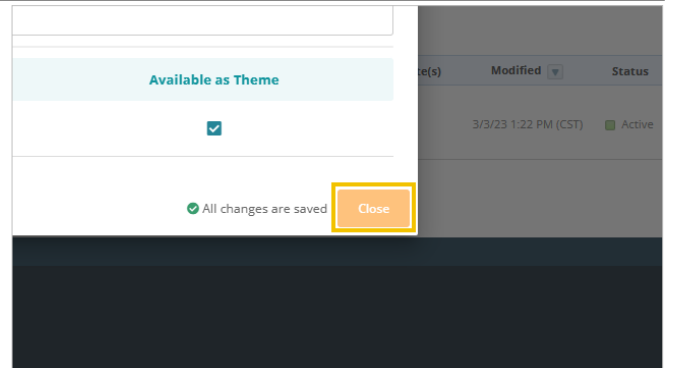 te(s) Modified Status
Available as Theme
3/3/23 1:22 PM (CST) Active
All changes are saved Close